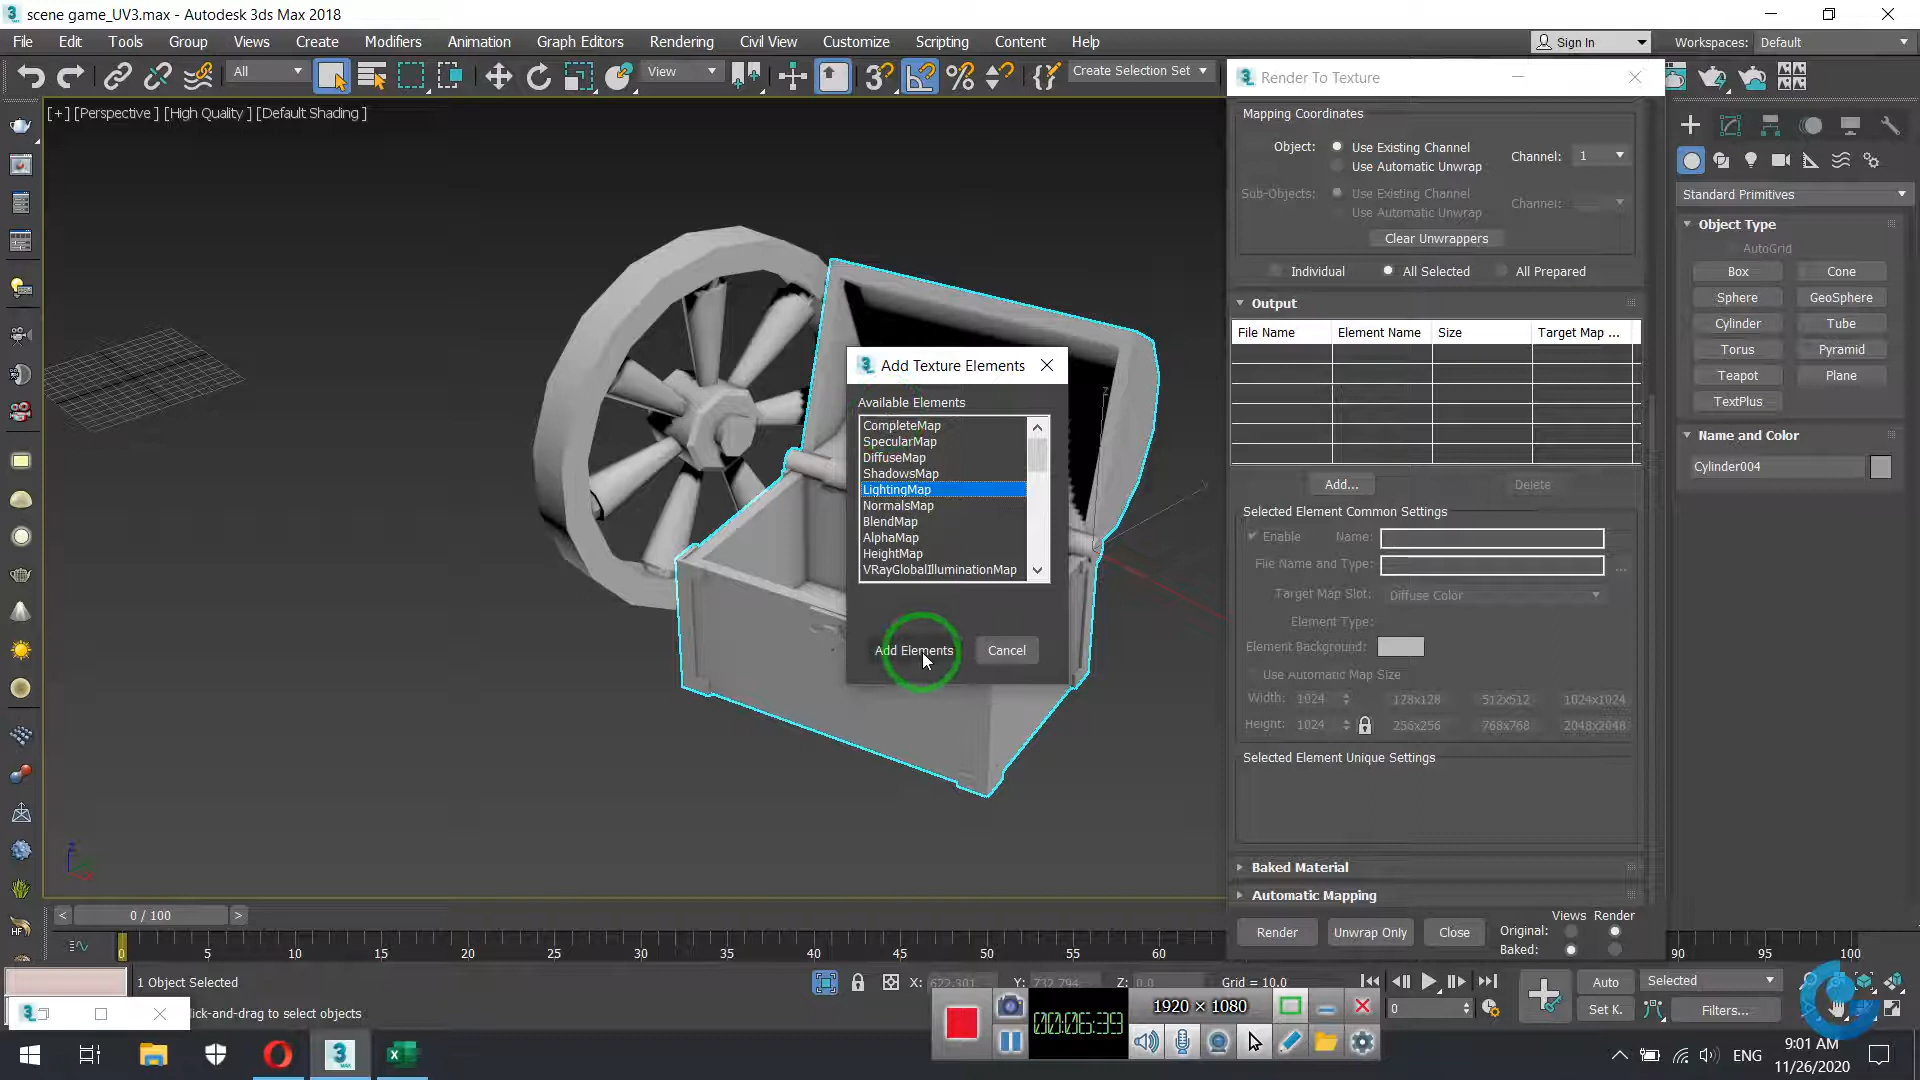 scene game_UV3.max - Autodesk 3ds Max 2018
File Edit Tools Group Views Create Modifiers Animation Graph Editors Rendering Civil View Customize Scripting Content Help
Sign In Workspaces: Default
All View Create Selection Set
Render To Texture
[+] [Perspective ] [High Quality ] [Default Shading ]
Mapping Coordinates
Object: Use Existing Channel
Use Automatic Unwrap
Channel: 1
Sub-Objects: Use Existing Channel
Use Automatic Unwrap
Channel:
Clear Unwrappers
Individual All Selected All Prepared
Output
File Name Element Name Size Target Map ...
Add... Delete
Selected Element Common Settings
Enable Name:
File Name and Type: ...
Target Map Slot: Diffuse Color
Element Type:
Element Background:
Use Automatic Map Size
Width: 1024 128x128 512x512 1024x1024
Height: 1024 256x256 768x768 2048x2048
Selected Element Unique Settings
Baked Material
Automatic Mapping
Views Render
Render Unwrap Only Close Original:
Baked:
Add Texture Elements
Available Elements
CompleteMap
SpecularMap
DiffuseMap
ShadowsMap
LightingMap
NormalsMap
BlendMap
AlphaMap
HeightMap
VRayGlobalIlluminationMap
Add Elements Cancel
Standard Primitives
Object Type
AutoGrid
Box Cone
Sphere GeoSphere
Cylinder Tube
Torus Pyramid
Teapot Plane
TextPlus
Name and Color
Cylinder004
z
HF
< 0 / 100 >
0 5 10 15 20 25 30 35 40 45 50 55 60 90 95 100
1 Object Selected X: 622.301 Y: 732.794 Z: 0.0 Grid = 10.0
Auto Selected
lick-and-drag to select objects
0 Set K. Filters...
00:06:39
1920 × 1080
ENG
9:01 AM
11/26/2020